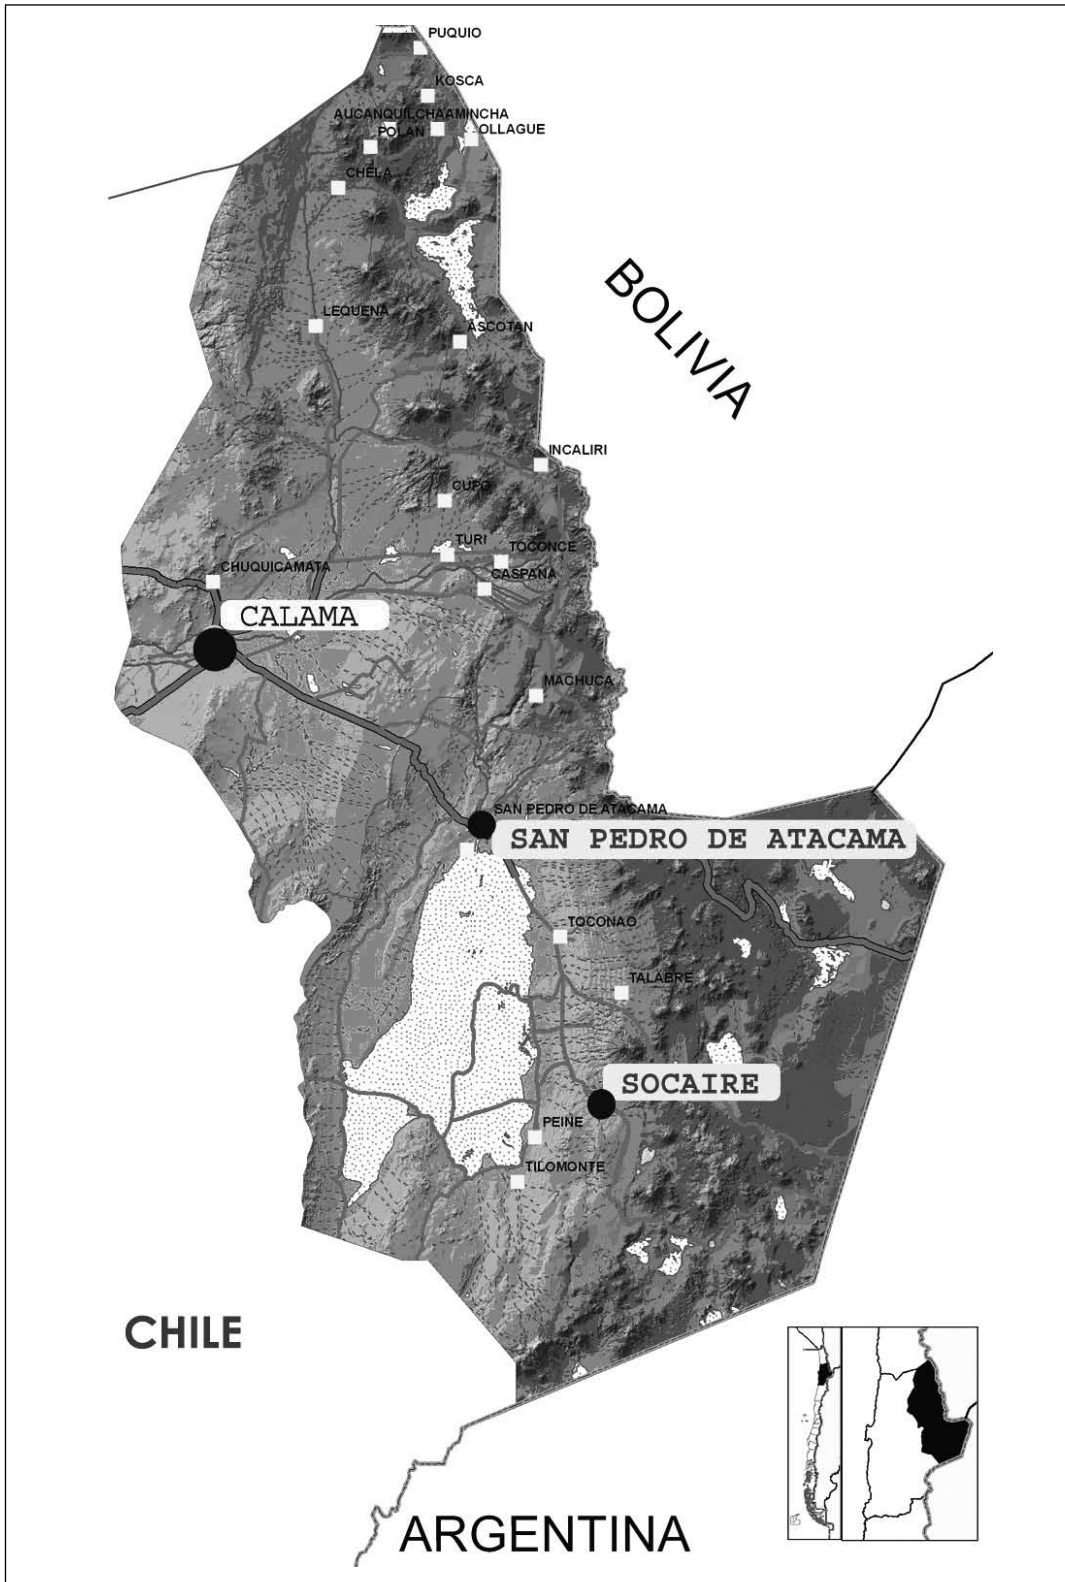 PUQUIO
KOSCA
AUCANQUILCHA AMINCHA
POLAN
OLLAGUE
CHELA
BOLIVIA
LEQUENA
ASCOTAN
INCALIRI
CUPO
TURI
TOCONCE
CHUQUICAMATA
CASPANA
CALAMA
MACHUCA
SAN PEDRO DE ATACAMA
SAN PEDRO DE ATACAMA
TOCONAO
TALABRE
SOCAIRE
PEINE
TILOMONTE
CHILE
ARGENTINA